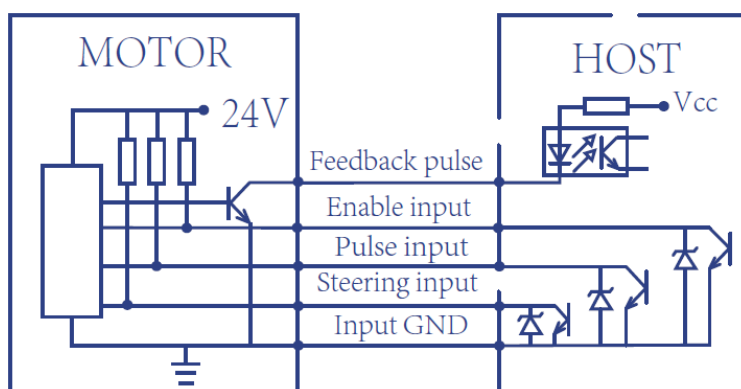 MOTOR
HOST
24V
Vcc
Feedback pulse
Enable input
Pulse input
Steering input
Input GND